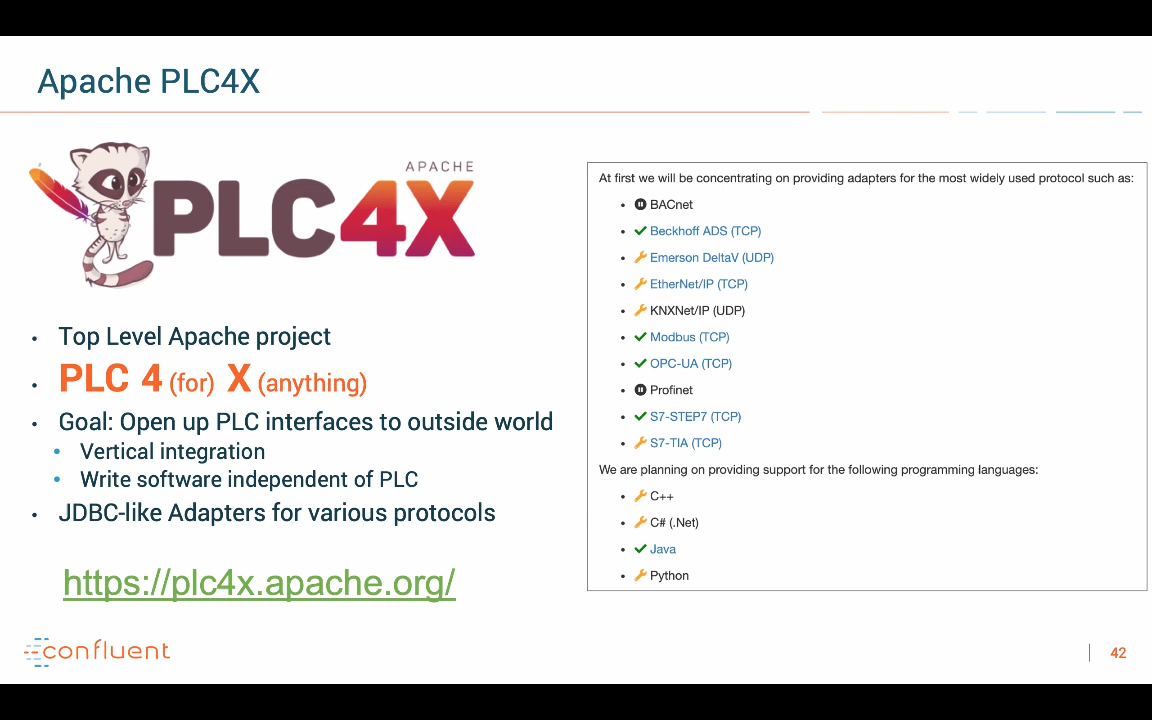 Apache PLC4X
APACHE
PLC4X
• Top Level Apache project
• PLC 4 (for) X (anything)
• Goal: Open up PLC interfaces to outside world
• Vertical integration
• Write software independent of PLC
• JDBC-like Adapters for various protocols
https://plc4x.apache.org/
At first we will be concentrating on providing adapters for the most widely used protocol such as:
• BACnet
• Beckhoff ADS (TCP)
• Emerson DeltaV (UDP)
• EtherNet/IP (TCP)
• KNXNet/IP (UDP)
• Modbus (TCP)
• OPC-UA (TCP)
• Profinet
• S7-STEP7 (TCP)
• S7-TIA (TCP)
We are planning on providing support for the following programming languages:
• C++
• C# (.Net)
• Java
• Python
confluent
42